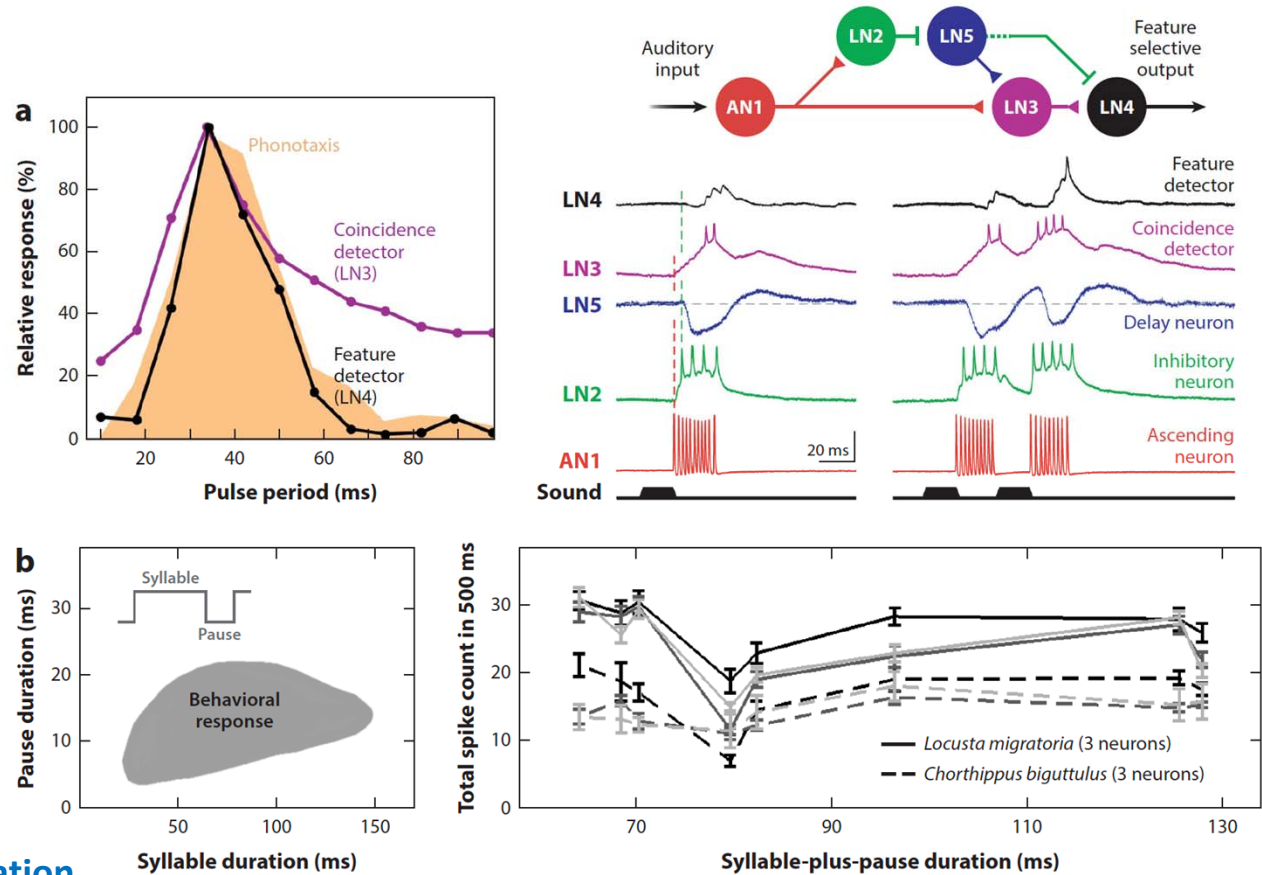 a
Relative response (%)
100
80
60
40
20
0
Phonotaxis
Coincidence
detector
(LN3)
Feature
detector
(LN4)
20
40
60
80
Pulse period (ms)
Auditory
input
AN1
LN2
LN5
LN3
LN4
Feature
selective
output
LN4
LN3
LN5
LN2
AN1
Sound
20 ms
Feature
detector
Coincidence
detector
Delay neuron
Inhibitory
neuron
Ascending
neuron
b
Pause duration (ms)
30
20
10
0
Syllable
Pause
Behavioral
response
50
100
150
Syllable duration (ms)
Total spike count in 500 ms
30
20
10
0
Locusta migratoria (3 neurons)
Chorthippus biguttulus (3 neurons)
70
90
110
130
Syllable-plus-pause duration (ms)